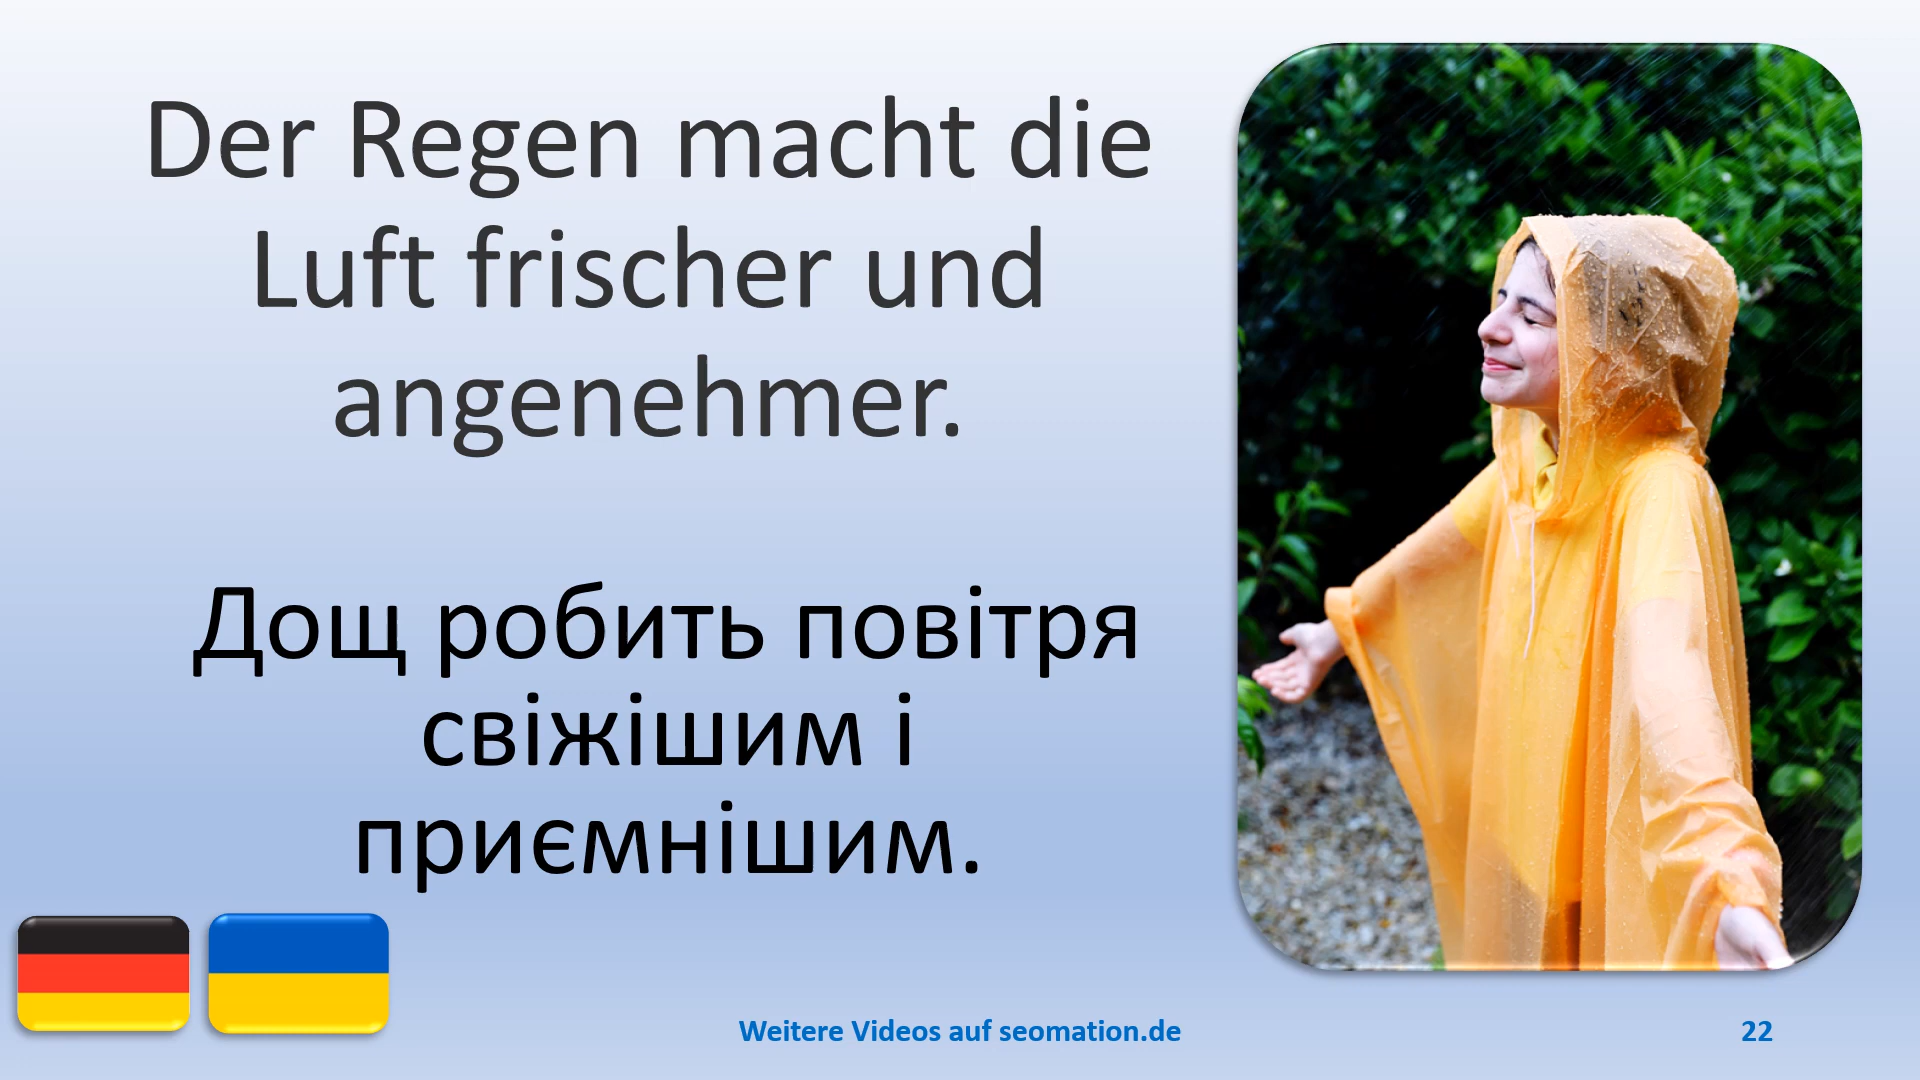 Der Regen macht die
Luft frischer und
angenehmer.
Дощ робить повітря
свіжішим і
приємнішим.
Weitere Videos auf seomation.de
22